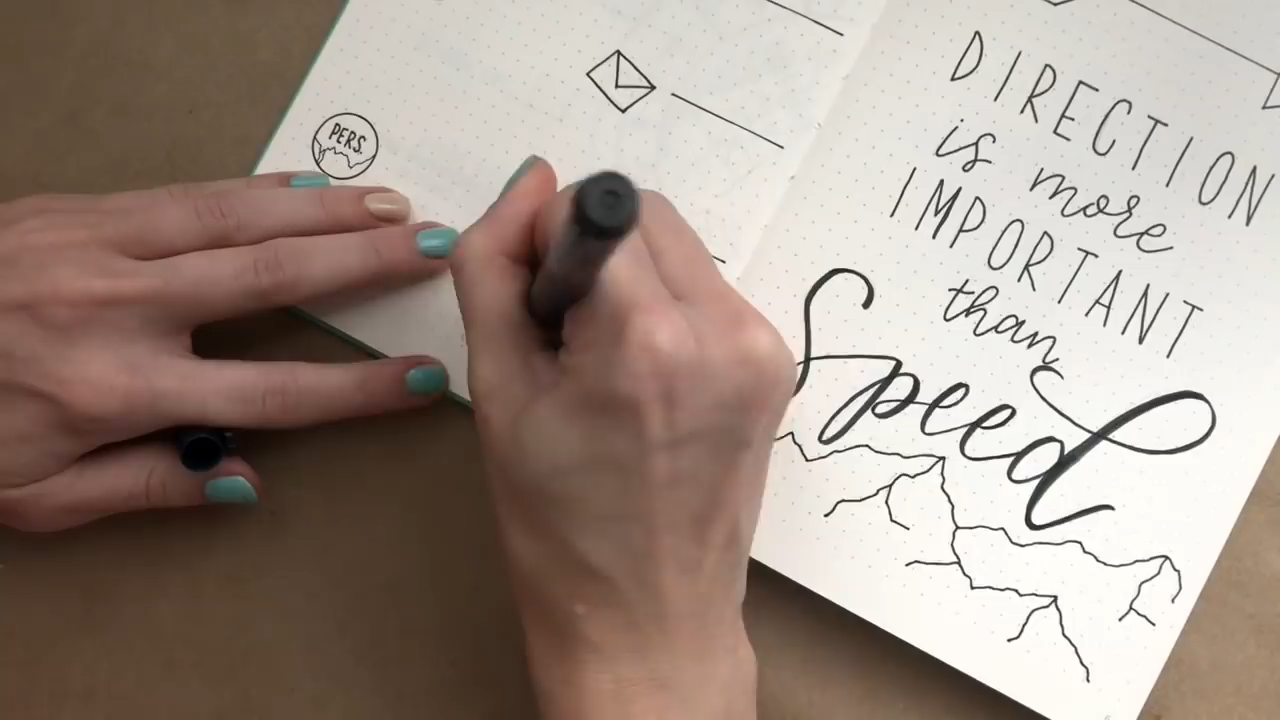 PERS.
DIRECTION
is more
IMPORTANT
than
Speed